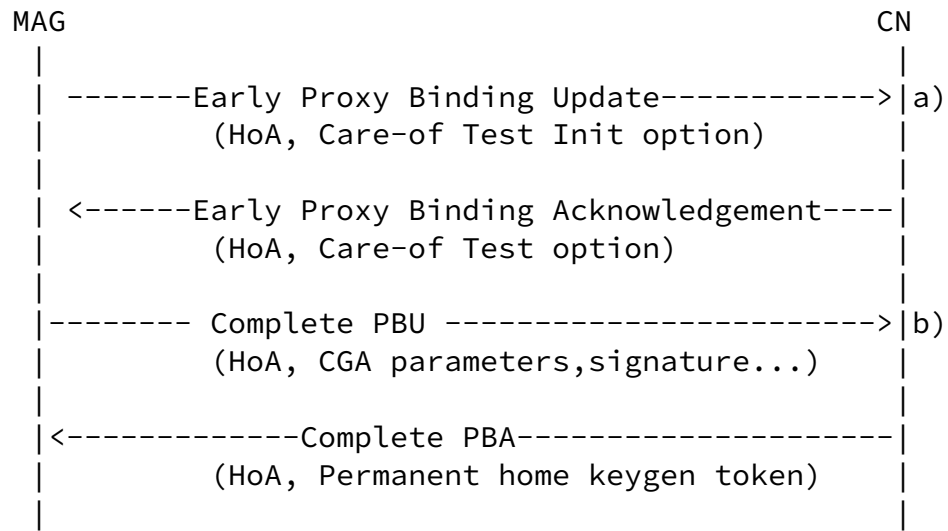 MAG CN
-------Early Proxy Binding Update------------>|a)
(HoA, Care-of Test Init option)
<------Early Proxy Binding Acknowledgement----
(HoA, Care-of Test option)
-------- Complete PBU ------------------------>|b)
(HoA, CGA parameters,signature...)
<-------------Complete PBA---------------------
(HoA, Permanent home keygen token)